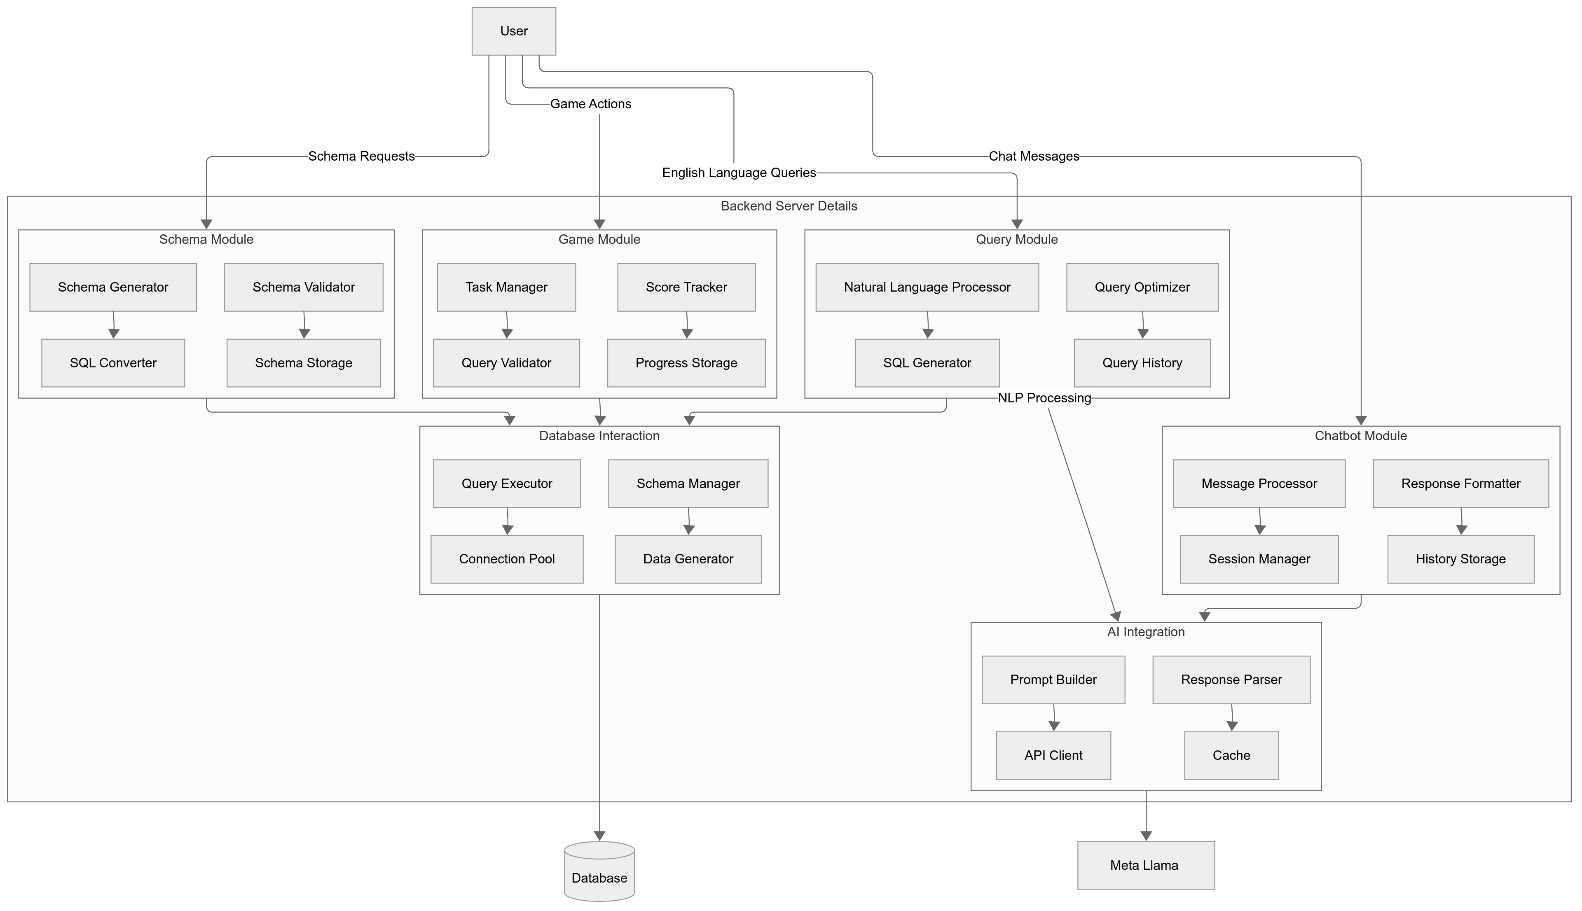 User
Game Actions
Schema Requests
Chat Messages
English Language Queries
Backend Server Details
Schema Module
Game Module
Query Module
Schema Generator
Schema Validator
Task Manager
Score Tracker
Natural Language Processor
Query Optimizer
SQL Converter
Schema Storage
Query Validator
Progress Storage
SQL Generator
Query History
NLP Processing
Database Interaction
Chatbot Module
Query Executor
Schema Manager
Message Processor
Response Formatter
Connection Pool
Data Generator
Session Manager
History Storage
AI Integration
Prompt Builder
Response Parser
API Client
Cache
Database
Meta Llama